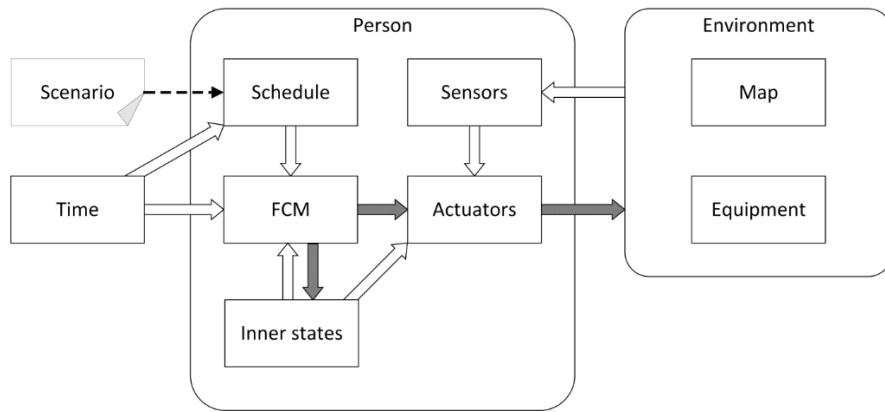 Person
Environment
Scenario
Schedule
Sensors
Map
Time
FCM
Actuators
Equipment
Inner states